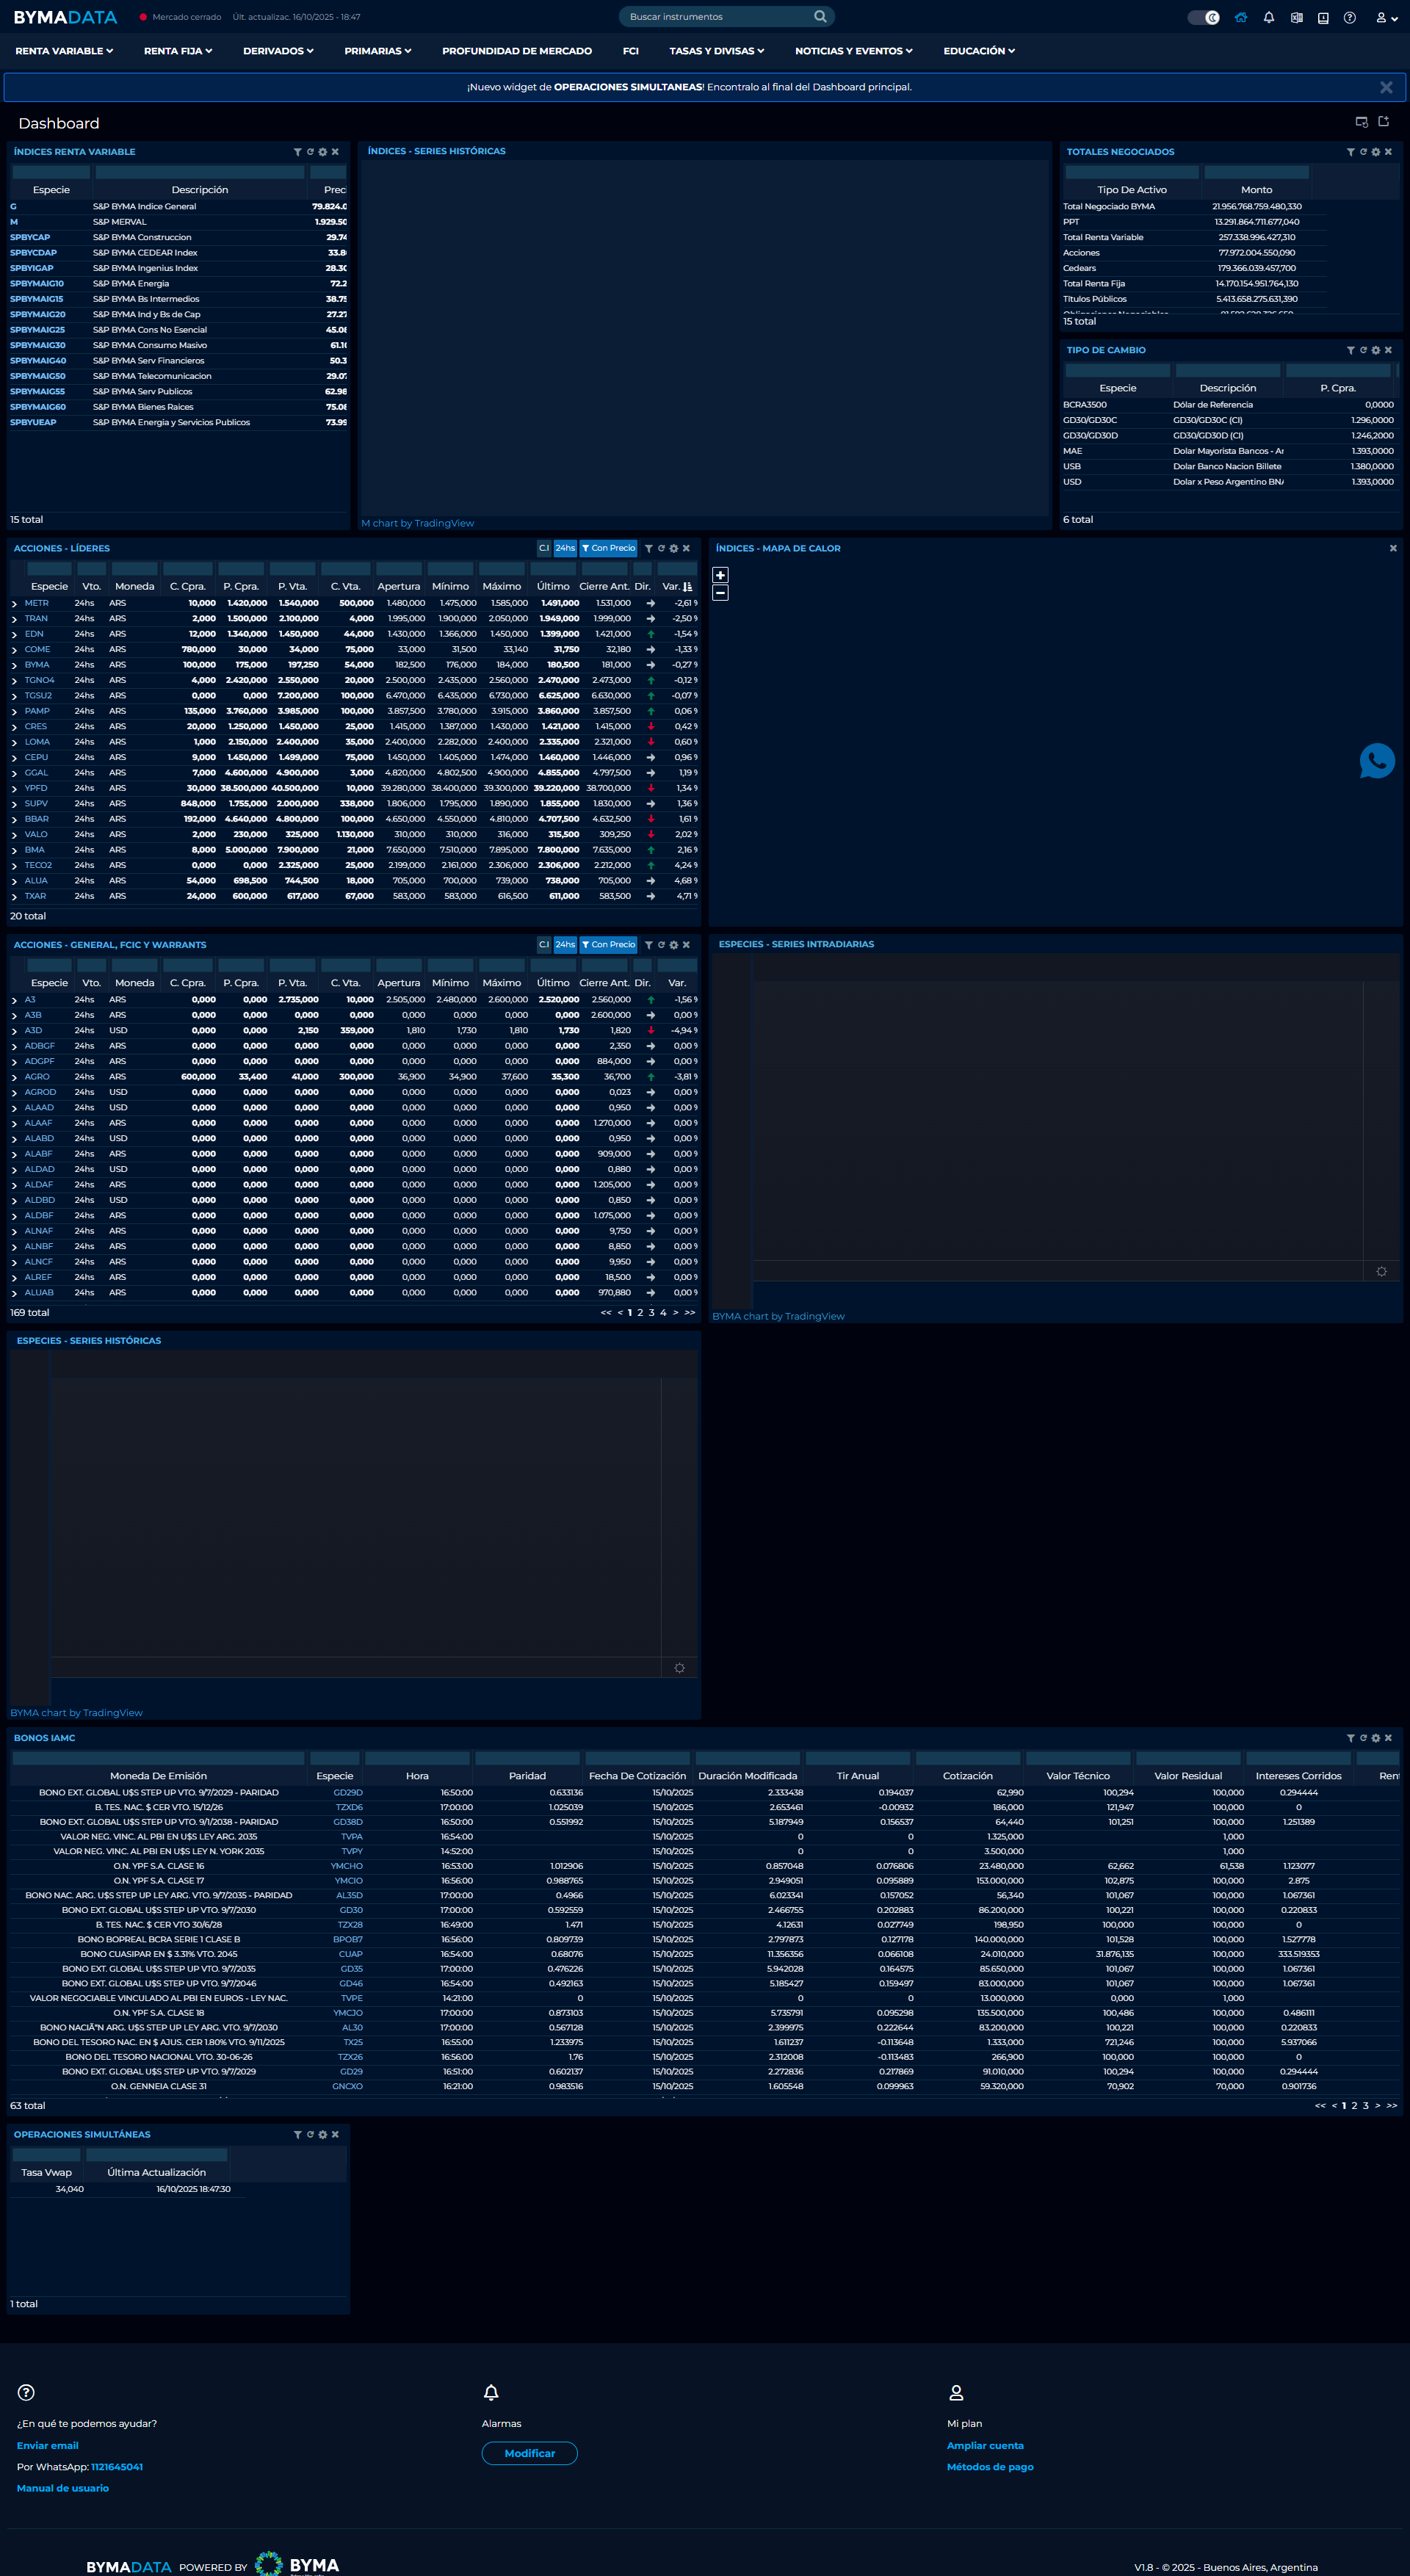 BYMADATA Mercado cerrado Últ. actualizac. 16/10/2025 - 18:47 Buscar instrumentos
RENTA VARIABLE RENTA FIJA DERIVADOS PRIMARIAS PROFUNDIDAD DE MERCADO FCI TASAS Y DIVISAS NOTICIAS Y EVENTOS EDUCACIÓN
¡Nuevo widget de OPERACIONES SIMULTANEAS! Encontralo al final del Dashboard principal.
Dashboard
ÍNDICES RENTA VARIABLE
Especie Descripción
G S&P BYMA Indice General
M S&P MERVAL
SPBYCAP S&P BYMA Construccion
SPBYCDAP S&P BYMA CEDEAR Index
SPBYIGAP S&P BYMA Ingenius Index
SPBYMAIG10 S&P BYMA Energia
SPBYMAIG15 S&P BYMA Bs Intermedios
SPBYMAIG20 S&P BYMA Ind y Bs de Cap
SPBYMAIG25 S&P BYMA Cons No Esencial
SPBYMAIG30 S&P BYMA Consumo Masivo
SPBYMAIG40 S&P BYMA Serv Financieros
SPBYMAIG50 S&P BYMA Telecomunicacion
SPBYMAIG55 S&P BYMA Serv Publicos
SPBYMAIG60 S&P BYMA Bienes Raices
SPBYUEAP S&P BYMA Energia y Servicios Publicos
15 total
ÍNDICES - SERIES HISTÓRICAS
M chart by TradingView
TOTALES NEGOCIADOS
Tipo De Activo Monto
Total Negociado BYMA 21.956.768.759.480,330
PPT 13.291.864.711.677,040
Total Renta Variable 257.338.996.427,310
Acciones 77.972.004.550,090
Cedears 179.366.039.457,700
Total Renta Fija 14.170.154.951.764,130
Títulos Públicos 5.413.658.275.631,390
15 total
TIPO DE CAMBIO
Especie Descripción P. Cpra.
BCRA3500 Dólar de Referencia 0,0000
GD30/GD30C GD30/GD30C (CI) 1.296,0000
GD30/GD30D GD30/GD30D (CI) 1.246,2000
MAE Dolar Mayorista Bancos - 1.393,0000
USB Dolar Banco Nacion Billete 1.380,0000
USD Dolar x Peso Argentino BNA 1.393,0000
6 total
ACCIONES - LÍDERES C.I 24hs Con Precio
Especie Vto. Moneda C. Cpra. P. Cpra. P. Vta. C. Vta. Apertura Mínimo Máximo Último Cierre Ant. Dir. Var.
METR 24hs ARS 10,000 1.420,000 1.540,000 500,000 1.480,000 1.475,000 1.585,000 1.491,000 1.531,000 -2,61
TRAN 24hs ARS 2,000 1.500,000 2.100,000 4,000 1.995,000 1.900,000 2.050,000 1.949,000 1.999,000 -2,50
EDN 24hs ARS 12,000 1.340,000 1.450,000 44,000 1.430,000 1.366,000 1.450,000 1.399,000 1.421,000 -1,54
COME 24hs ARS 780,000 30,000 34,000 75,000 33,000 31,500 33,140 31,750 32,180 -1,33
BYMA 24hs ARS 100,000 175,000 197,250 54,000 182,500 176,000 184,000 180,500 181,000 -0,27
TGNO4 24hs ARS 4,000 2.420,000 2.550,000 20,000 2.500,000 2.435,000 2.560,000 2.470,000 2.473,000 -0,12
TGSU2 24hs ARS 0,000 0,000 7.200,000 100,000 6.470,000 6.435,000 6.730,000 6.625,000 6.630,000 -0,07
PAMP 24hs ARS 135,000 3.760,000 3.985,000 100,000 3.857,500 3.780,000 3.915,000 3.860,000 3.857,500 0,06
CRES 24hs ARS 20,000 1.250,000 1.450,000 25,000 1.415,000 1.387,000 1.430,000 1.421,000 1.415,000 0,42
LOMA 24hs ARS 1,000 2.150,000 2.400,000 35,000 2.400,000 2.282,000 2.400,000 2.335,000 2.321,000 0,60
CEPU 24hs ARS 9,000 1.450,000 1.499,000 75,000 1.450,000 1.405,000 1.474,000 1.460,000 1.446,000 0,96
GGAL 24hs ARS 7,000 4.600,000 4.900,000 3,000 4.820,000 4.802,500 4.900,000 4.855,000 4.797,500 1,19
YPFD 24hs ARS 30,000 38.500,000 40.500,000 10,000 39.280,000 38.400,000 39.300,000 39.220,000 38.700,000 1,34
SUPV 24hs ARS 848,000 1.755,000 2.000,000 338,000 1.806,000 1.795,000 1.890,000 1.855,000 1.830,000 1,36
BBAR 24hs ARS 192,000 4.640,000 4.800,000 100,000 4.650,000 4.550,000 4.810,000 4.707,500 4.632,500 1,61
VALO 24hs ARS 2,000 230,000 325,000 1.130,000 310,000 310,000 316,000 315,500 309,250 2,02
BMA 24hs ARS 8,000 5.000,000 7.900,000 21,000 7.650,000 7.510,000 7.895,000 7.800,000 7.635,000 2,16
TECO2 24hs ARS 0,000 0,000 2.325,000 25,000 2.199,000 2.161,000 2.306,000 2.306,000 2.212,000 4,24
ALUA 24hs ARS 54,000 698,500 744,500 18,000 705,000 700,000 739,000 738,000 705,000 4,68
TXAR 24hs ARS 24,000 600,000 617,000 67,000 583,000 583,000 616,500 611,000 583,500 4,71
20 total
ÍNDICES - MAPA DE CALOR
ACCIONES - GENERAL, FCIC Y WARRANTS C.I 24hs Con Precio
Especie Vto. Moneda C. Cpra. P. Cpra. P. Vta. C. Vta. Apertura Mínimo Máximo Último Cierre Ant. Dir. Var.
A3 24hs ARS 0,000 0,000 2.735,000 10,000 2.505,000 2.480,000 2.600,000 2.520,000 2.560,000 -1,56
A3B 24hs ARS 0,000 0,000 0,000 0,000 0,000 0,000 0,000 0,000 2.600,000 0,00
A3D 24hs USD 0,000 0,000 2,150 359,000 1,810 1,730 1,810 1,730 1,820 -4,94
ADBGF 24hs ARS 0,000 0,000 0,000 0,000 0,000 0,000 0,000 0,000 2,350 0,00
ADGPF 24hs ARS 0,000 0,000 0,000 0,000 0,000 0,000 0,000 0,000 884,000 0,00
AGRO 24hs ARS 600,000 33,400 41,000 300,000 36,900 34,900 37,600 35,300 36,700 -3,81
AGROD 24hs USD 0,000 0,000 0,000 0,000 0,000 0,000 0,000 0,000 0,023 0,00
ALAAD 24hs USD 0,000 0,000 0,000 0,000 0,000 0,000 0,000 0,000 0,950 0,00
ALAAF 24hs ARS 0,000 0,000 0,000 0,000 0,000 0,000 0,000 0,000 1.270,000 0,00
ALABD 24hs USD 0,000 0,000 0,000 0,000 0,000 0,000 0,000 0,000 0,950 0,00
ALABF 24hs ARS 0,000 0,000 0,000 0,000 0,000 0,000 0,000 0,000 909,000 0,00
ALDAD 24hs USD 0,000 0,000 0,000 0,000 0,000 0,000 0,000 0,000 0,880 0,00
ALDAF 24hs ARS 0,000 0,000 0,000 0,000 0,000 0,000 0,000 0,000 1.205,000 0,00
ALDBD 24hs USD 0,000 0,000 0,000 0,000 0,000 0,000 0,000 0,000 0,850 0,00
ALDBF 24hs ARS 0,000 0,000 0,000 0,000 0,000 0,000 0,000 0,000 1.075,000 0,00
ALNAF 24hs ARS 0,000 0,000 0,000 0,000 0,000 0,000 0,000 0,000 9,750 0,00
ALNBF 24hs ARS 0,000 0,000 0,000 0,000 0,000 0,000 0,000 0,000 8,850 0,00
ALNCF 24hs ARS 0,000 0,000 0,000 0,000 0,000 0,000 0,000 0,000 9,950 0,00
ALREF 24hs ARS 0,000 0,000 0,000 0,000 0,000 0,000 0,000 0,000 18,500 0,00
ALUAB 24hs ARS 0,000 0,000 0,000 0,000 0,000 0,000 0,000 0,000 970,880 0,00
169 total << < 1 2 3 4 > >>
ESPECIES - SERIES INTRADIARIAS
BYMA chart by TradingView
ESPECIES - SERIES HISTÓRICAS
BYMA chart by TradingView
BONOS IAMC
Moneda De Emisión Especie Hora Paridad Fecha De Cotización Duración Modificada Tir Anual Cotización Valor Técnico Valor Residual Intereses Corridos
BONO EXT. GLOBAL U$S STEP UP VTO. 9/7/2029 - PARIDAD GD29D 16:50:00 0.633136 15/10/2025 2.333438 0.194037 62,990 100,294 100,000 0.294444
B. TES. NAC. $ CER VTO. 15/12/26 TZXD6 17:00:00 1.025039 15/10/2025 2.653461 -0.00932 186,000 121,947 100,000 0
BONO EXT. GLOBAL U$S STEP UP VTO. 9/1/2038 - PARIDAD GD38D 16:50:00 0.551992 15/10/2025 5.187949 0.156537 64,440 101,251 100,000 1.251389
VALOR NEG. VINC. AL PBI EN U$S LEY ARG. 2035 TVPA 16:54:00 15/10/2025 0 0 1.325,000 1,000
VALOR NEG. VINC. AL PBI EN U$S LEY N. YORK 2035 TVPY 14:52:00 15/10/2025 0 0 3.500,000 1,000
O.N. YPF S.A. CLASE 16 YMCHO 16:53:00 1.012906 15/10/2025 0.857048 0.076806 23.480,000 62,662 61,538 1.123077
O.N. YPF S.A. CLASE 17 YMCIO 16:56:00 0.988765 15/10/2025 2.949051 0.095889 153.000,000 102,875 100,000 2.875
BONO NAC. ARG. U$S STEP UP LEY ARG. VTO. 9/7/2035 - PARIDAD AL35D 17:00:00 0.4966 15/10/2025 6.023341 0.157052 56,340 101,067 100,000 1.067361
BONO EXT. GLOBAL U$S STEP UP VTO. 9/7/2030 GD30 17:00:00 0.592559 15/10/2025 2.466755 0.202883 86.200,000 100,221 100,000 0.220833
B. TES. NAC. $ CER VTO 30/6/28 TZX28 16:49:00 1.471 15/10/2025 4.12631 0.027749 198,950 100,000 100,000 0
BONO BOPREAL BCRA SERIE 1 CLASE B BPOB7 16:56:00 0.809739 15/10/2025 2.797873 0.127178 140.000,000 101,528 100,000 1.527778
BONO CUASIPAR EN $ 3.31% VTO. 2045 CUAP 16:54:00 0.68076 15/10/2025 11.356356 0.066108 24.010,000 31.876,135 100,000 333.519353
BONO EXT. GLOBAL U$S STEP UP VTO. 9/7/2035 GD35 17:00:00 0.476226 15/10/2025 5.942028 0.164575 85.650,000 101,067 100,000 1.067361
BONO EXT. GLOBAL U$S STEP UP VTO. 9/7/2046 GD46 16:54:00 0.492163 15/10/2025 5.185427 0.159497 83.000,000 101,067 100,000 1.067361
VALOR NEGOCIABLE VINCULADO AL PBI EN EUROS - LEY NAC. TVPE 14:21:00 0 15/10/2025 0 0 13.000,000 0,000 1,000
O.N. YPF S.A. CLASE 18 YMCJO 17:00:00 0.873103 15/10/2025 5.735791 0.095298 135.500,000 100,486 100,000 0.486111
BONO NACIÃ"N ARG. U$S STEP UP LEY ARG. VTO. 9/7/2030 AL30 17:00:00 0.567128 15/10/2025 2.399975 0.222644 83.200,000 100,221 100,000 0.220833
BONO DEL TESORO NAC. EN $ AJUS. CER 1.80% VTO. 9/11/2025 TX25 16:55:00 1.233975 15/10/2025 1.611237 -0.113648 1.333,000 721,246 100,000 5.937066
BONO DEL TESORO NACIONAL VTO. 30-06-26 TZX26 16:56:00 1.76 15/10/2025 2.312008 -0.113483 266,900 100,000 100,000 0
BONO EXT. GLOBAL U$S STEP UP VTO. 9/7/2029 GD29 16:51:00 0.602137 15/10/2025 2.272836 0.217869 91.010,000 100,294 100,000 0.294444
O.N. GENNEIA CLASE 31 GNCXO 16:21:00 0.983516 15/10/2025 1.605548 0.099963 59.320,000 70,902 70,000 0.901736
63 total << < 1 2 3 > >>
OPERACIONES SIMULTÁNEAS
Tasa Vwap Última Actualización
34,040 16/10/2025 18:47:30
1 total
¿En qué te podemos ayudar?
Enviar email
Por WhatsApp: 1121645041
Manual de usuario
Alarmas
Modificar
Mi plan
Ampliar cuenta
Métodos de pago
BYMADATA POWERED BY BYMA V1.8 - © 2025 - Buenos Aires, Argentina